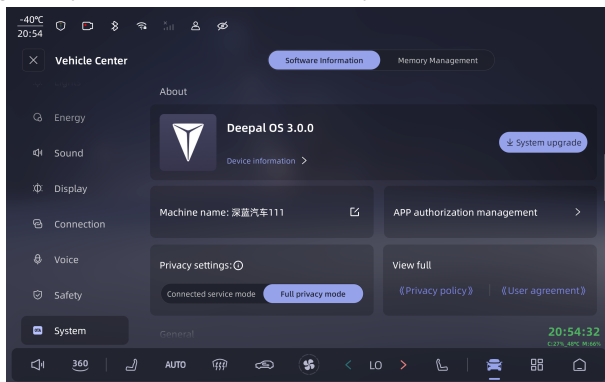 -40℃
20:54
Vehicle Center
Software Information
Memory Management
About
Energy
Deepal OS 3.0.0
System upgrade
Sound
Device information
Display
Machine name: 深蓝汽车111
APP authorization management
Connection
Voice
Privacy settings:
View full
Connected service mode
Full privacy mode
《Privacy policy》
《User agreement》
Safety
System
General
20:54:32
C:27%_48℃ M:66%
360
AUTO
LO